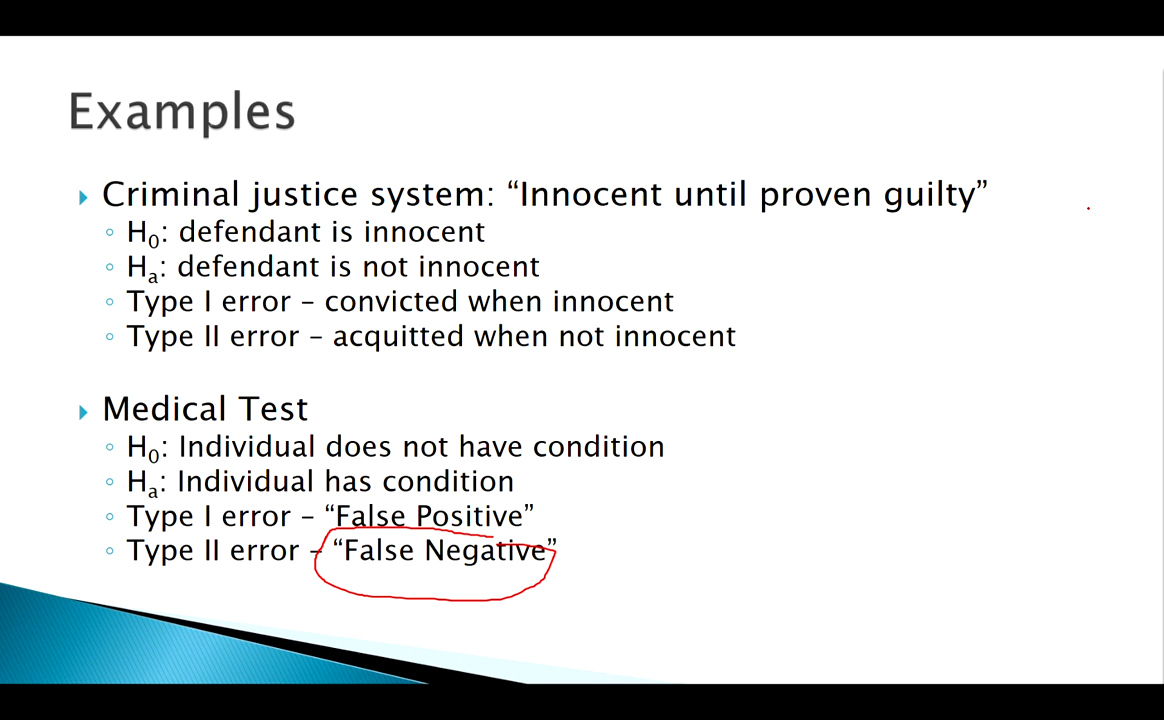 Examples
Criminal justice system: “Innocent until proven guilty”
H₀: defendant is innocent
Hₐ: defendant is not innocent
Type I error – convicted when innocent
Type II error – acquitted when not innocent
Medical Test
H₀: Individual does not have condition
Hₐ: Individual has condition
Type I error – “False Positive”
Type II error – “False Negative”